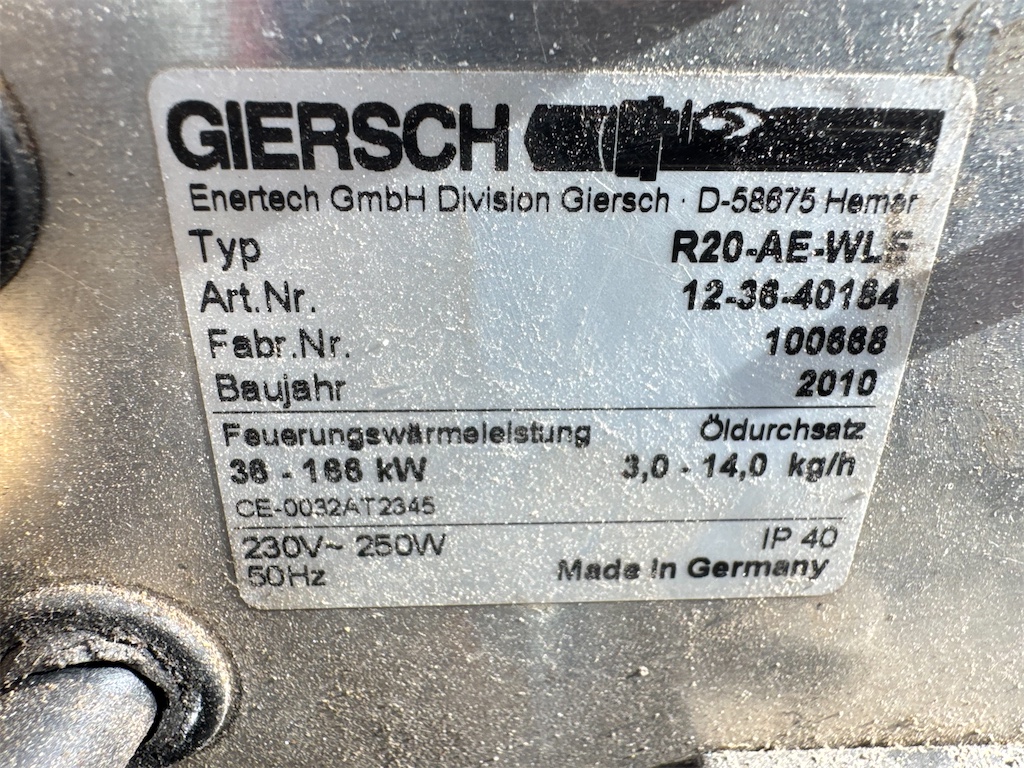 GIERSCH
Enertech GmbH Division Giersch · D-58675 Hemer
Typ R20-AE-WLE
Art.Nr. 12-36-40184
Fabr.Nr. 100668
Baujahr 2010
Feuerungswärmeleistung Öldurchsatz
36 - 166 kW 3,0 - 14,0 kg/h
CE-0032AT2345
230V~ 250W IP 40
50Hz Made in Germany